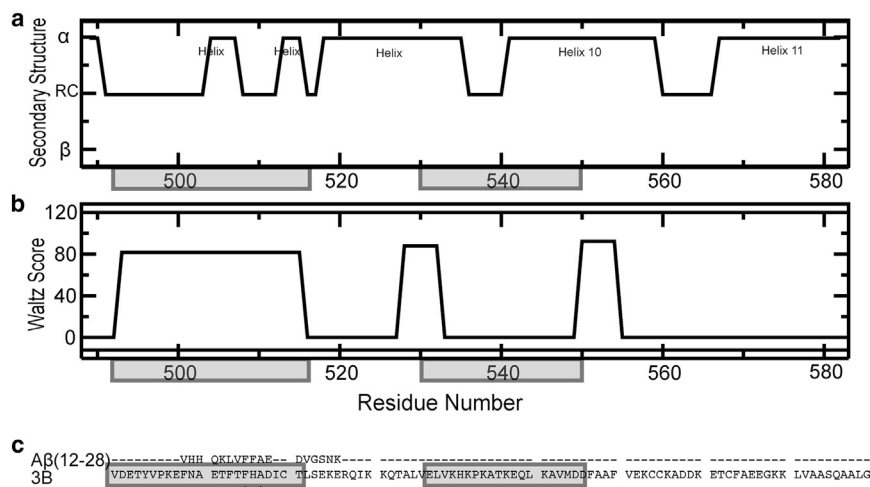 a
Secondary Structure
α
RC
β
Helix Helix Helix Helix 10 Helix 11
500 520 540 560 580
b
Waltz Score
120
80
40
0
500 520 540 560 580
Residue Number
c
Aβ(12-28) ---------VHH QKLVFFAE-- DVGSNK---- ---------- ---------- ---------- ---------- ---------- ----------
3B VDETYVPKEFNA ETFTFHADIC TLSEKERQIK KQTALVELVKHKPKATKEQL KAVMDDFAAF VEKCCKADDK ETCFAEEGKK LVAASQAALG